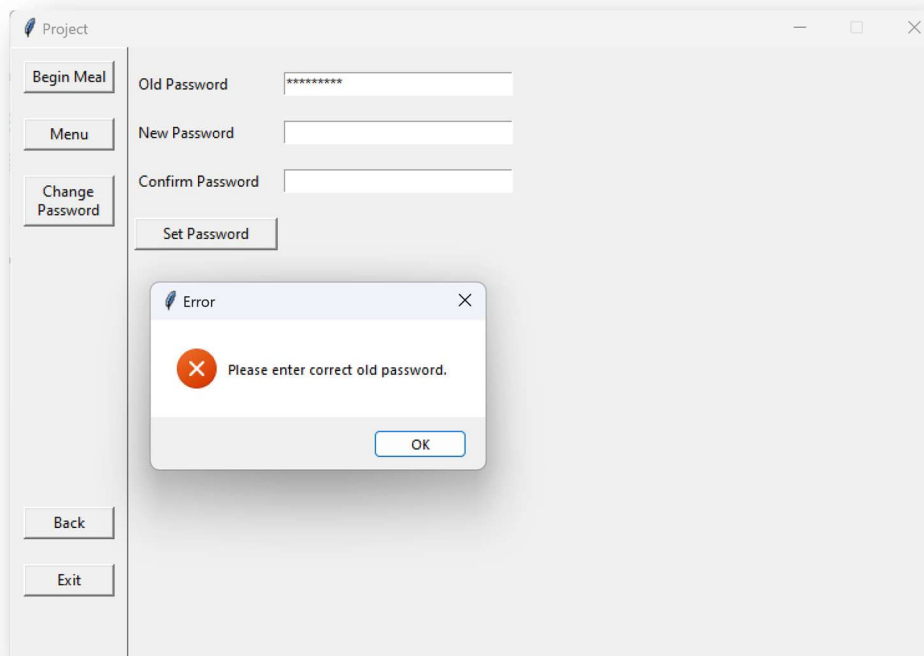 Project
Begin Meal
Menu
Change
Password
Back
Exit
Old Password
*********
New Password
Confirm Password
Set Password
Error
Please enter correct old password.
OK